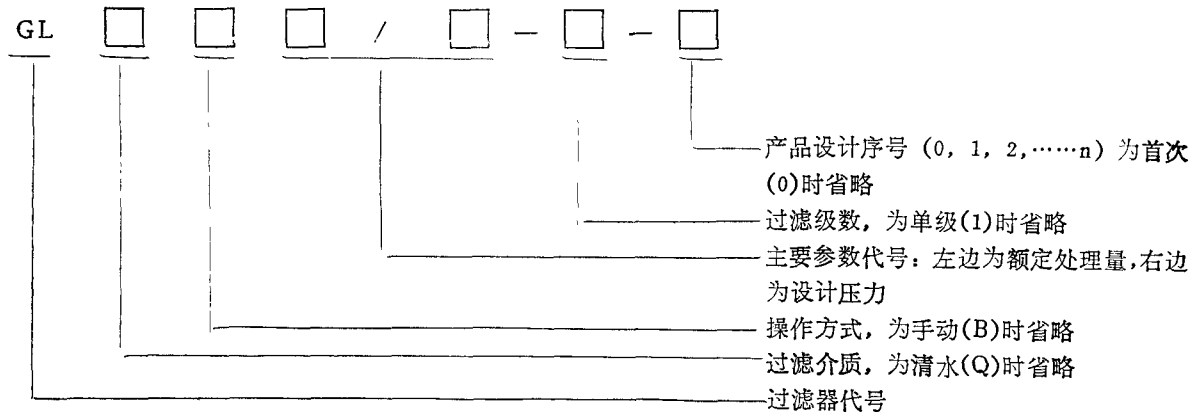 GL □ □ □ / □ － □ － □
产品设计序号 (0, 1, 2,……n) 为首次
(0)时省略
过滤级数, 为单级(1)时省略
主要参数代号: 左边为额定处理量,右边
为设计压力
操作方式, 为手动(B)时省略
过滤介质, 为清水(Q)时省略
过滤器代号